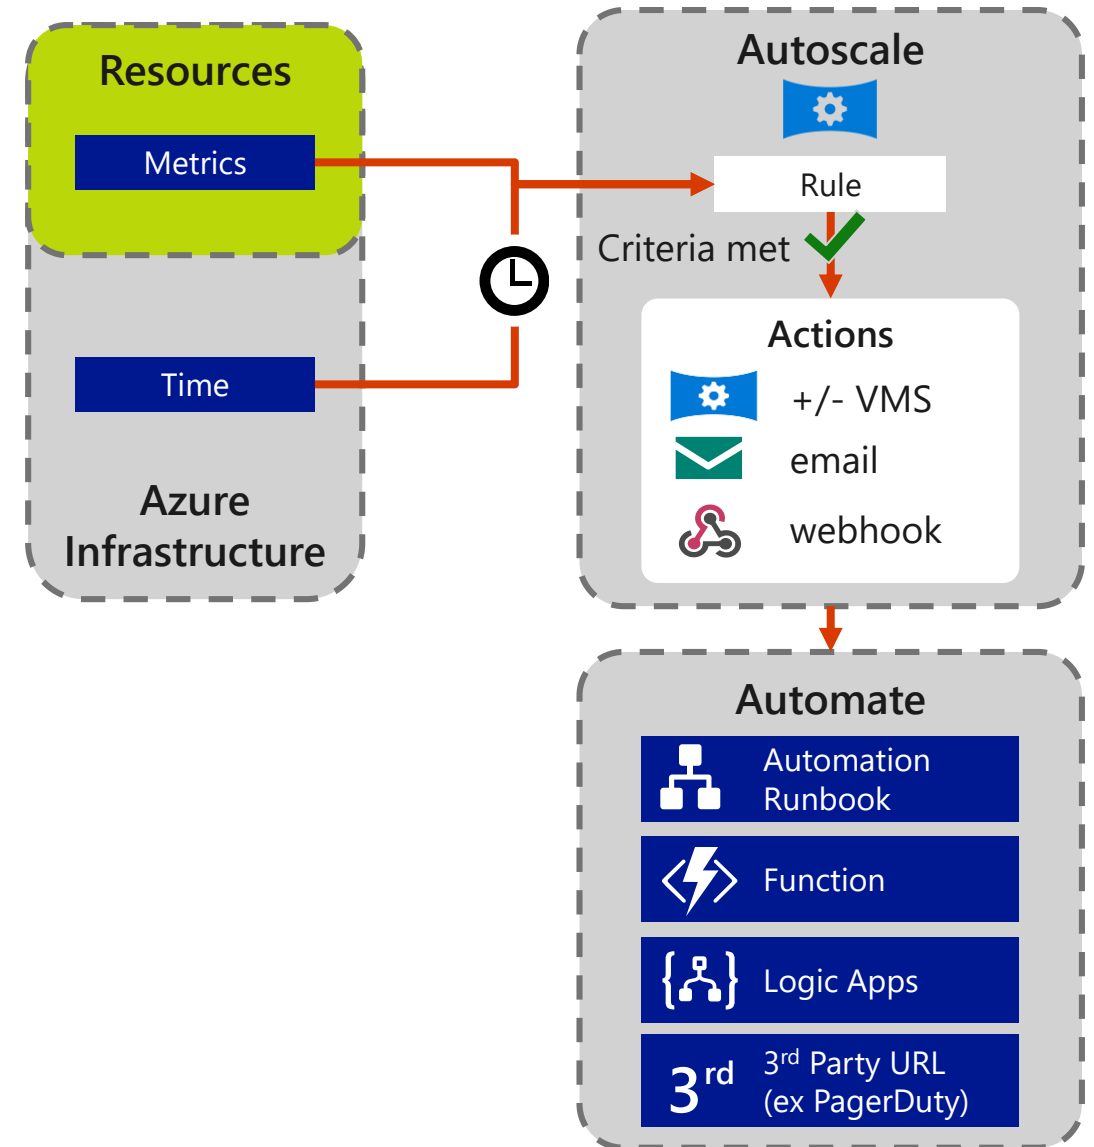 Resources
Metrics
Time
Azure
Infrastructure
Autoscale
Rule
Criteria met
Actions
+/- VMS
email
webhook
Automate
Automation
Runbook
Function
Logic Apps
3rd
3rd Party URL
(ex PagerDuty)